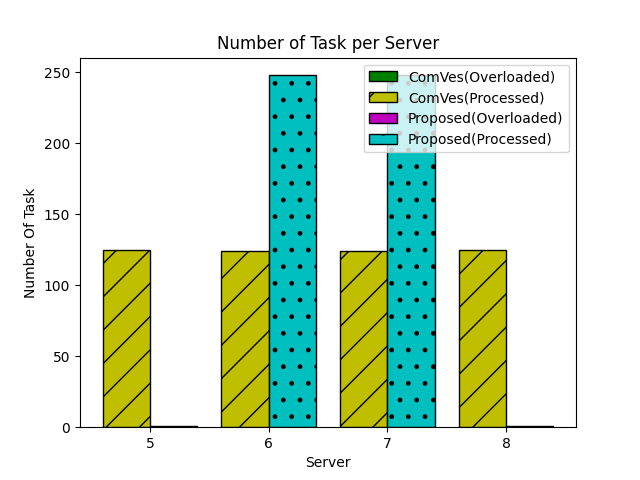 Number of Task per Server
250
200
150
100
50
0
Number Of Task
ComVes(Overloaded)
ComVes(Processed)
Proposed(Overloaded)
Proposed(Processed)
5 6 7 8
Server